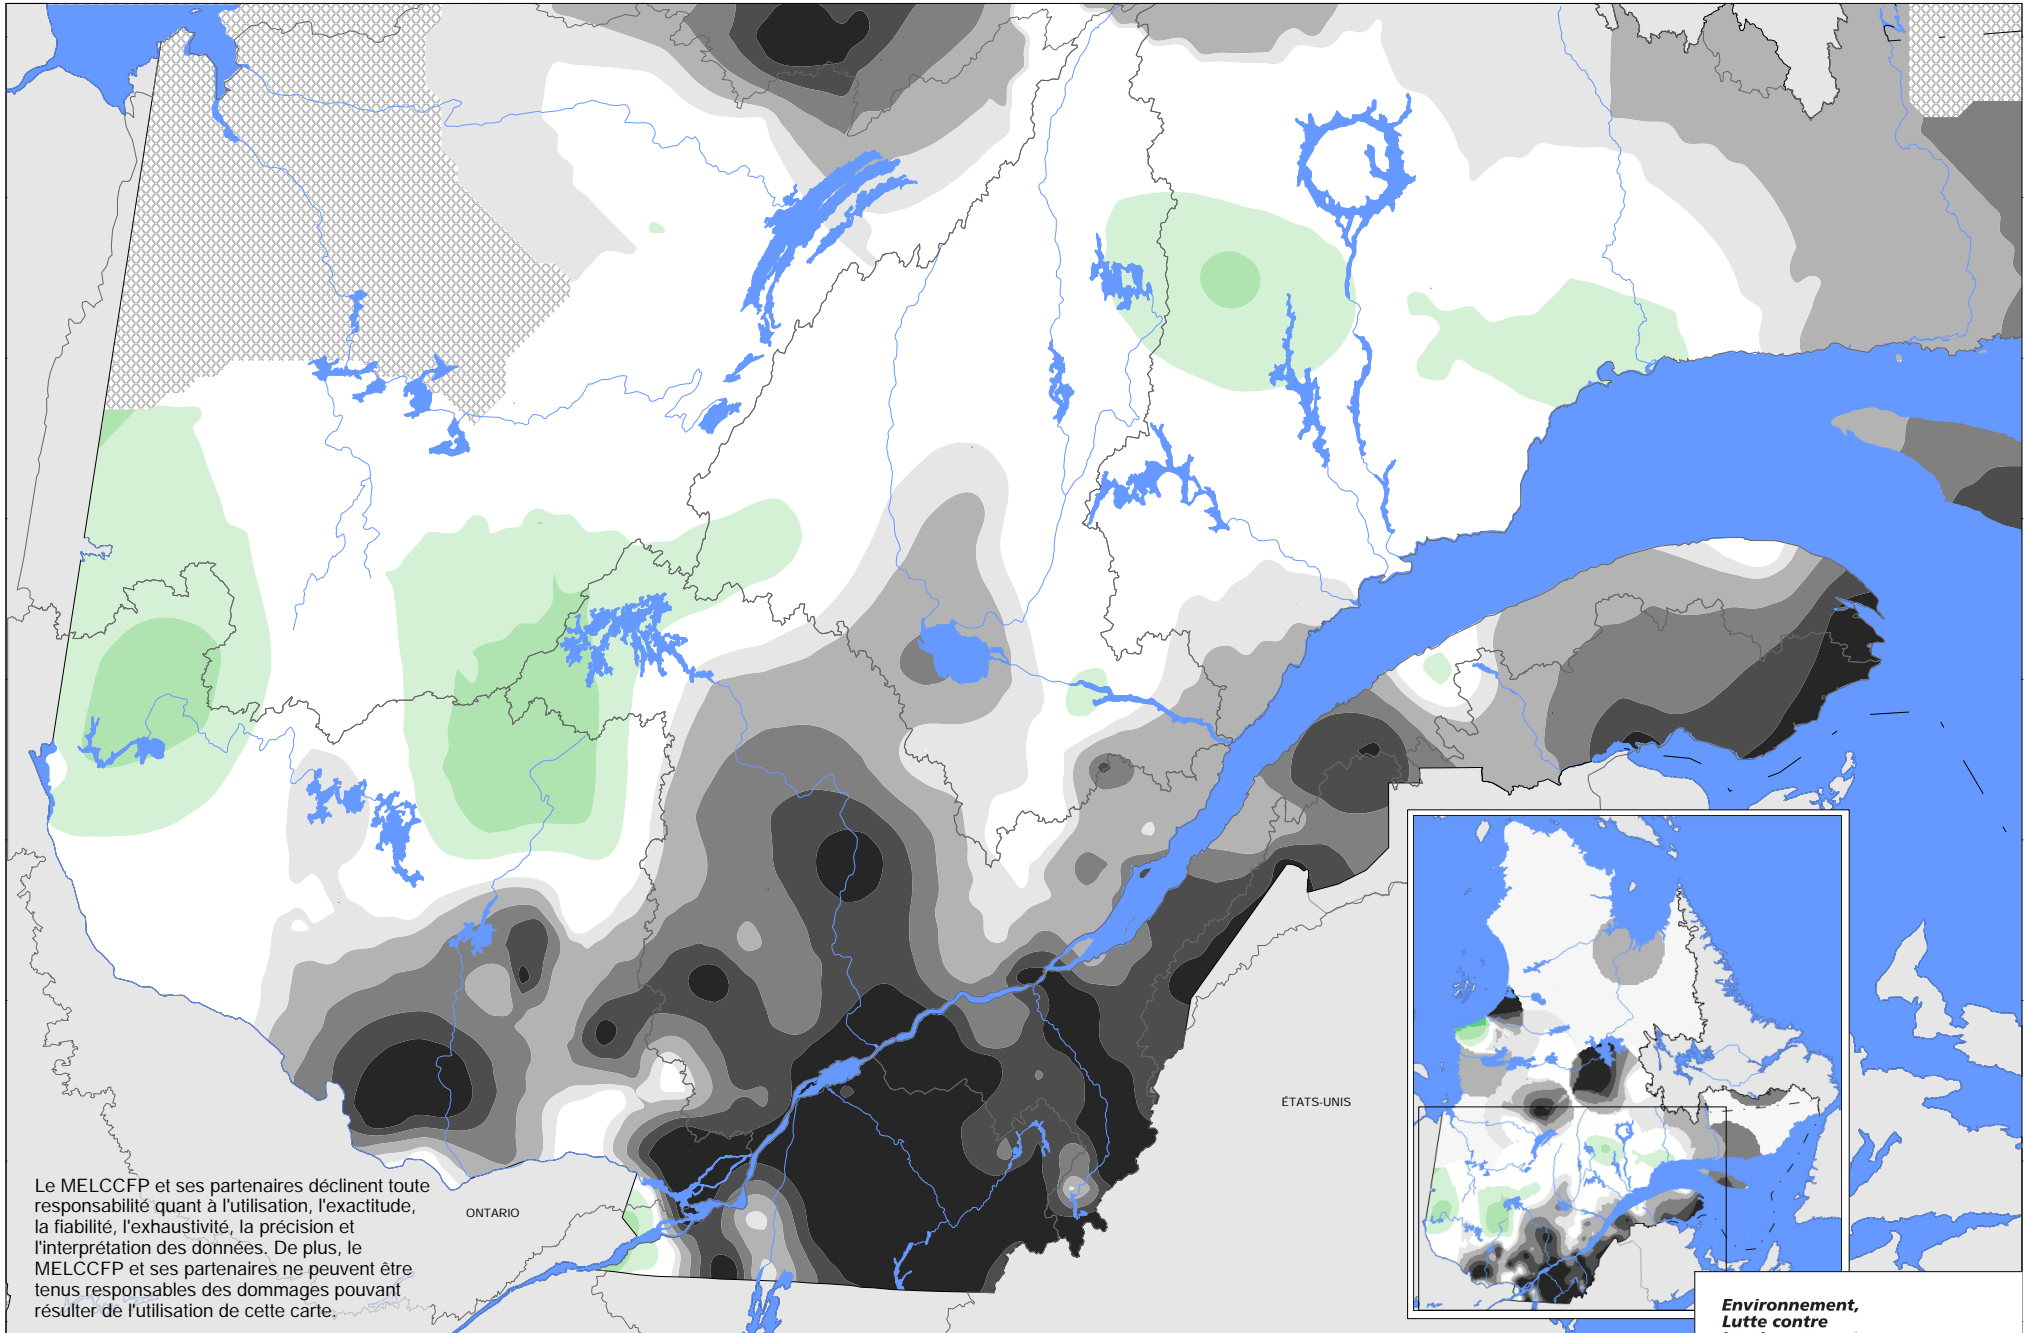 ÉTATS-UNIS
Le MELCCFP et ses partenaires déclinent toute
responsabilité quant à l'utilisation, l'exactitude,
la fiabilité, l'exhaustivité, la précision et
l'interprétation des données. De plus, le
MELCCFP et ses partenaires ne peuvent être
tenus responsables des dommages pouvant
résulter de l'utilisation de cette carte.
ONTARIO
Environnement,
Lutte contre